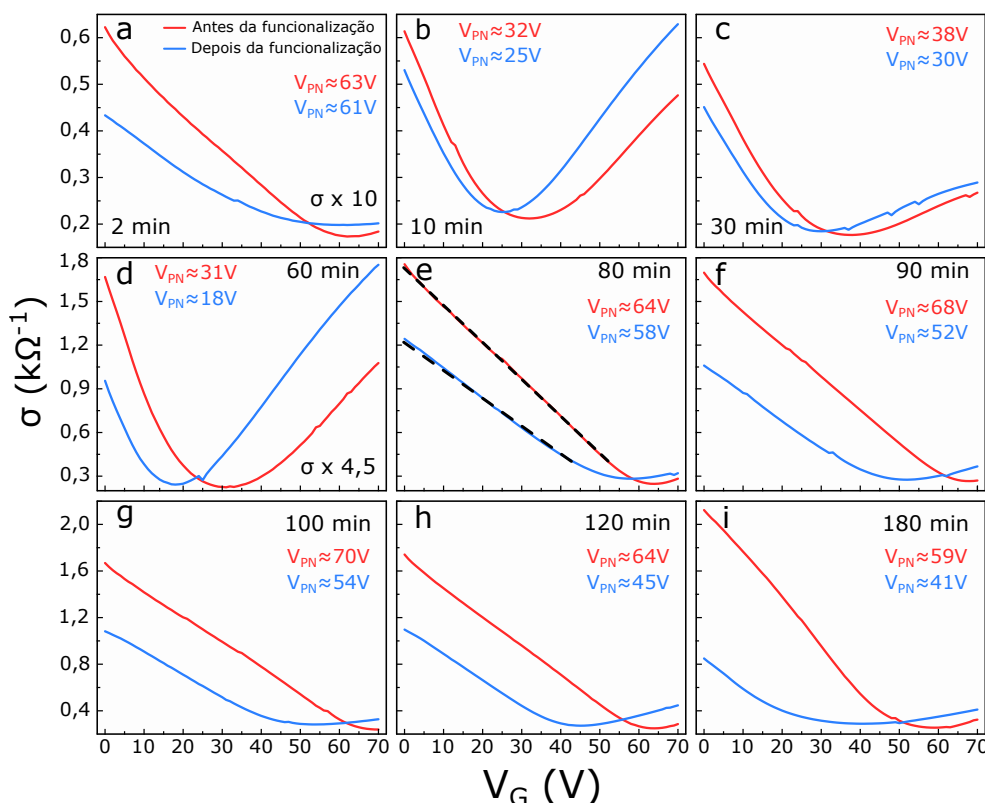 a
Antes da funcionalização
Depois da funcionalização
V_PN≈63V
V_PN≈61V
σ x 10
2 min
b
V_PN≈32V
V_PN≈25V
10 min
c
V_PN≈38V
V_PN≈30V
30 min
0,6
0,5
0,4
0,3
0,2
d
V_PN≈31V
V_PN≈18V
60 min
σ x 4,5
e
80 min
V_PN≈64V
V_PN≈58V
f
90 min
V_PN≈68V
V_PN≈52V
1,8
1,5
1,2
0,9
0,6
0,3
σ (kΩ⁻¹)
g
100 min
V_PN≈70V
V_PN≈54V
h
120 min
V_PN≈64V
V_PN≈45V
i
180 min
V_PN≈59V
V_PN≈41V
2,0
1,6
1,2
0,8
0,4
0 10 20 30 40 50 60 70
0 10 20 30 40 50 60 70
0 10 20 30 40 50 60 70
V_G (V)